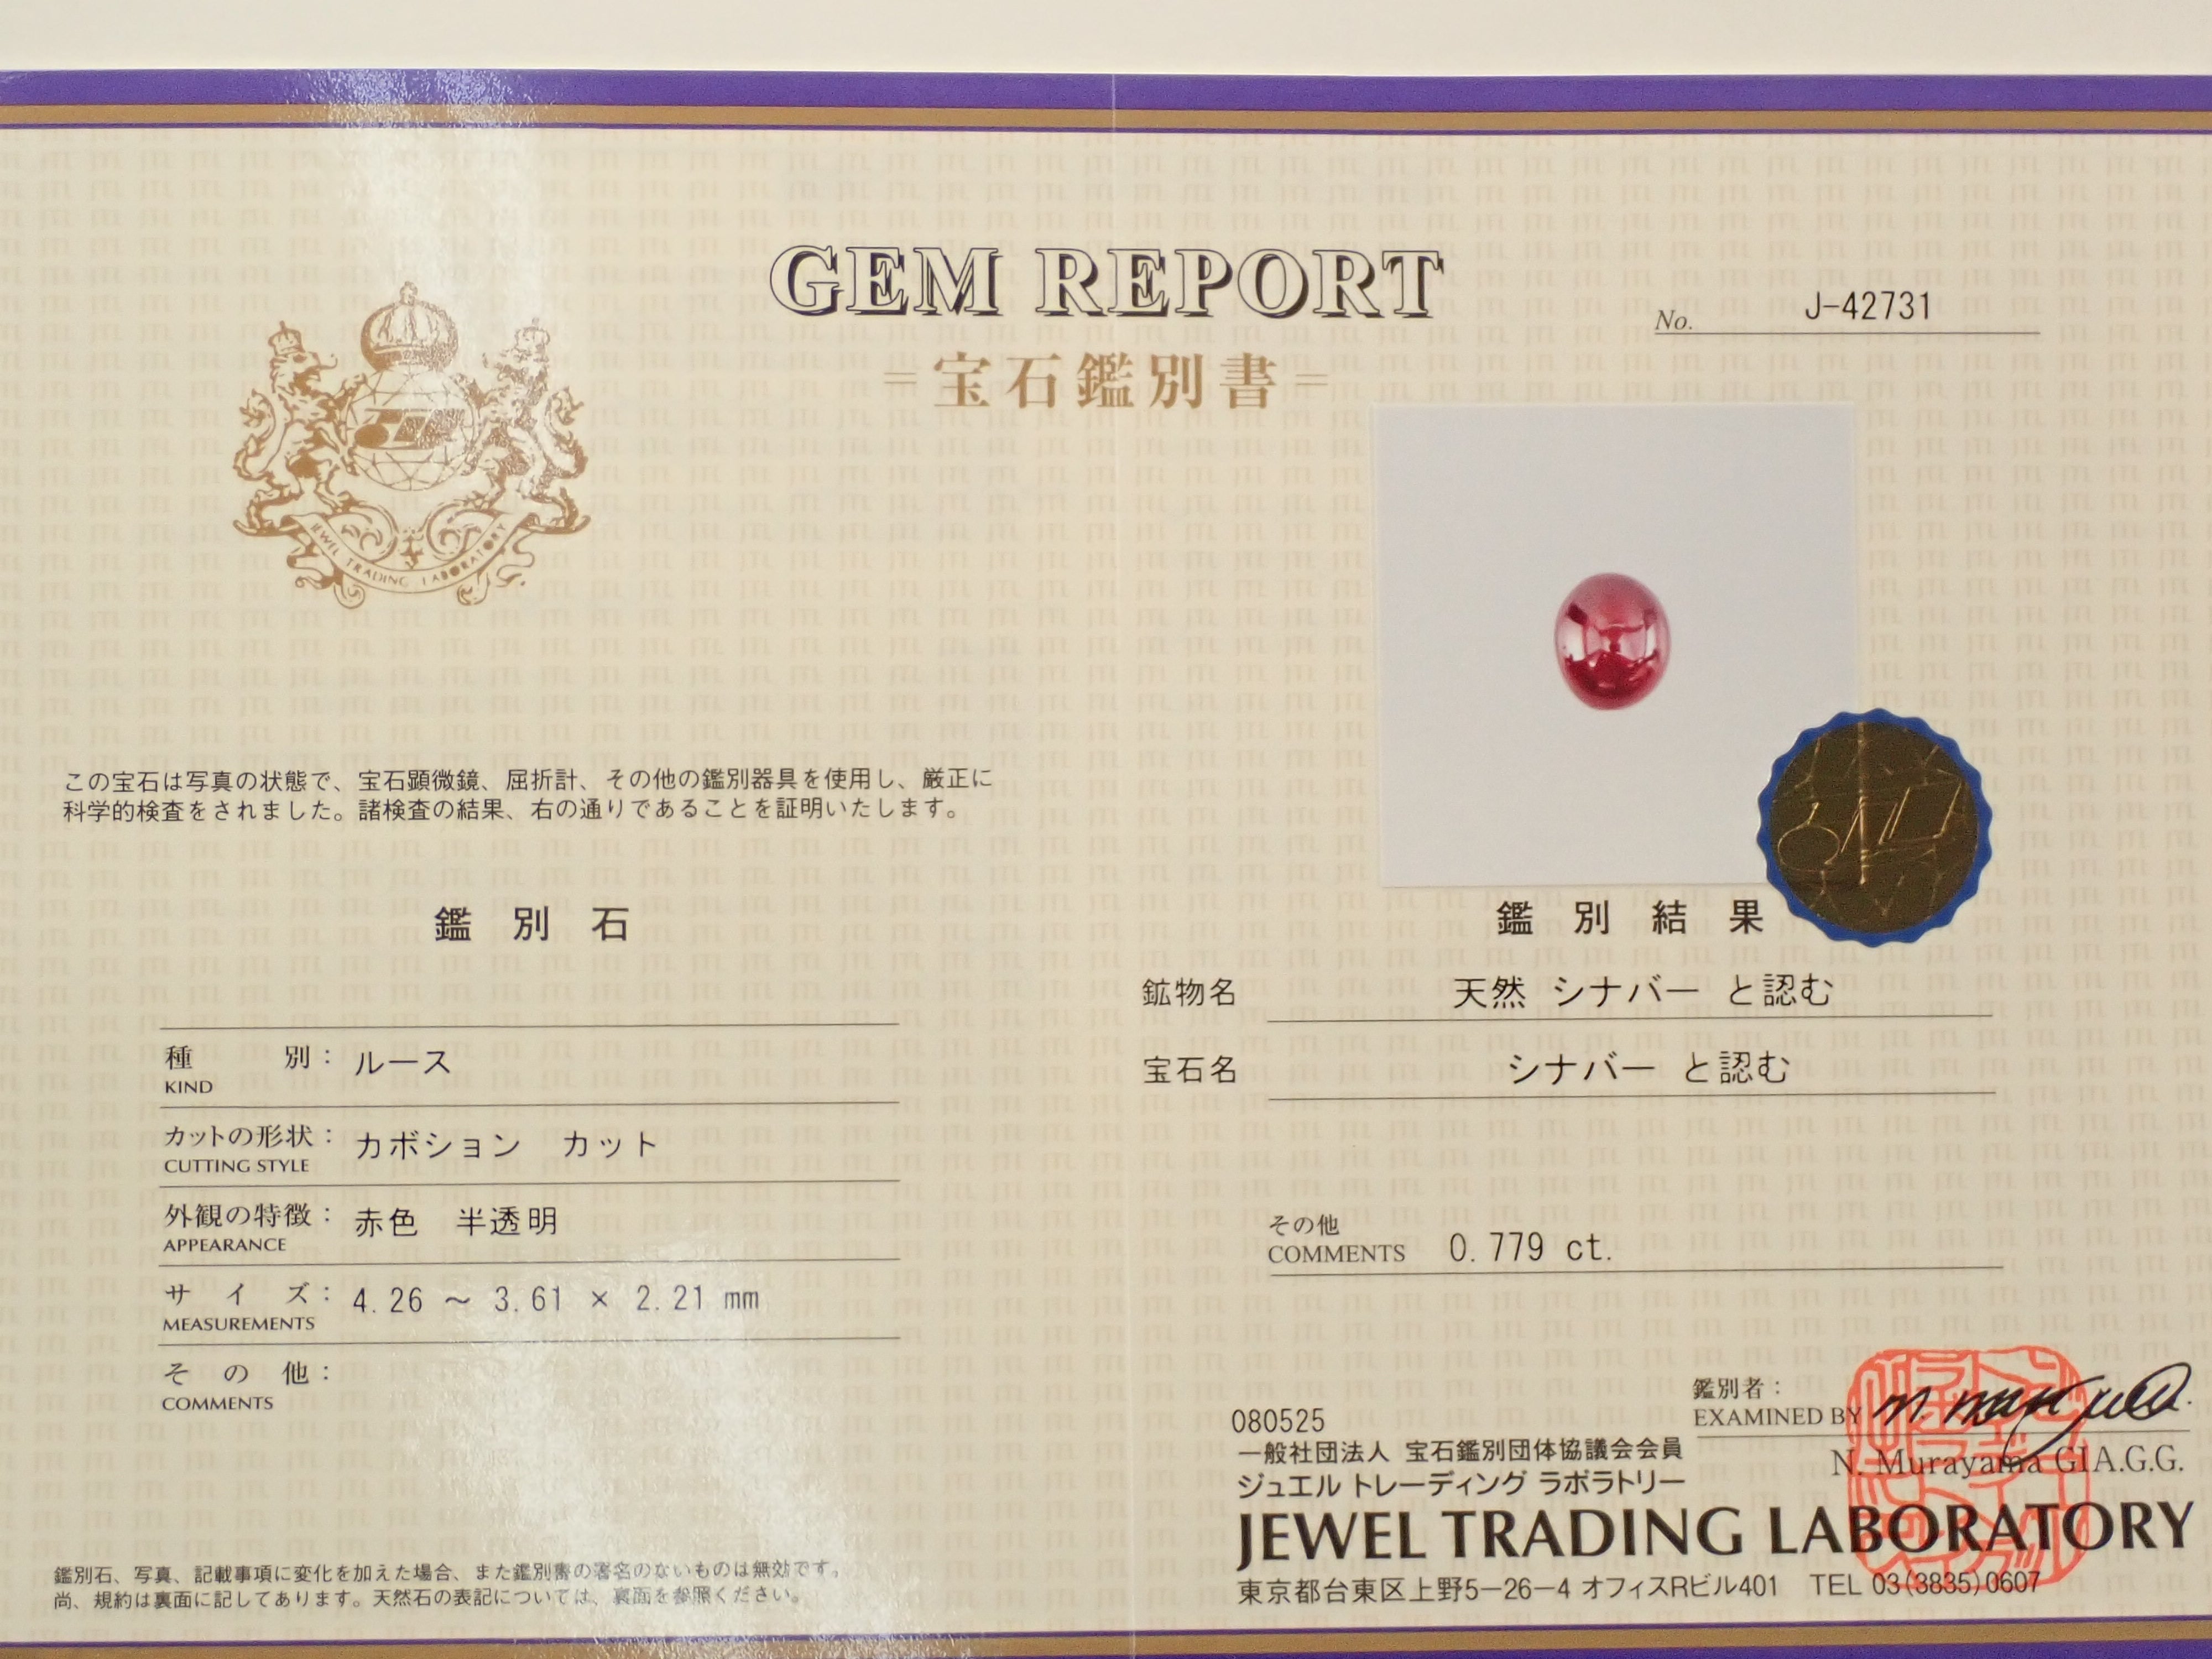 GEM REPORT
=宝石鑑別書=
No. J-42731
JEWEL TRADING LABORATORY
この宝石は写真の状態で、宝石顕微鏡、屈折計、その他の鑑別器具を使用し、厳正に
科学的検査をされました。諸検査の結果、右の通りであることを証明いたします。
鑑別石
種別: ルース
KIND
カットの形状: カボション カット
CUTTING STYLE
外観の特徴: 赤色 半透明
APPEARANCE
サイズ: 4.26 ～ 3.61 × 2.21 mm
MEASUREMENTS
その他:
COMMENTS
鑑別石、写真、記載事項に変化を加えた場合、また鑑別書の署名のないものは無効です。
尚、規約は裏面に記してあります。天然石の表記については、裏面を参照ください。
鑑別結果
鉱物名 天然 シナバー と認む
宝石名 シナバー と認む
その他
COMMENTS 0.779 ct.
鑑別者:
EXAMINED BY
N. Murayama GIA.G.G.
080525
一般社団法人 宝石鑑別団体協議会会員
ジュエル トレーディング ラボラトリー
JEWEL TRADING LABORATORY
東京都台東区上野5−26−4 オフィスRビル401 TEL 03(3835)0607